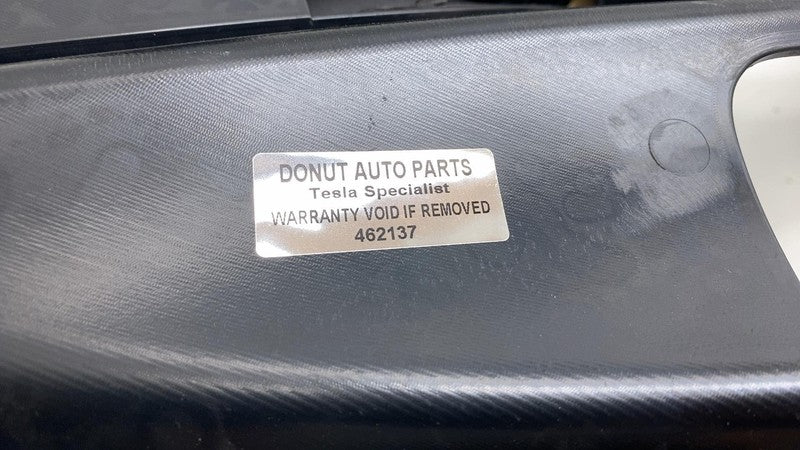 DONUT AUTO PARTS
Tesla Specialist
WARRANTY VOID IF REMOVED
462137